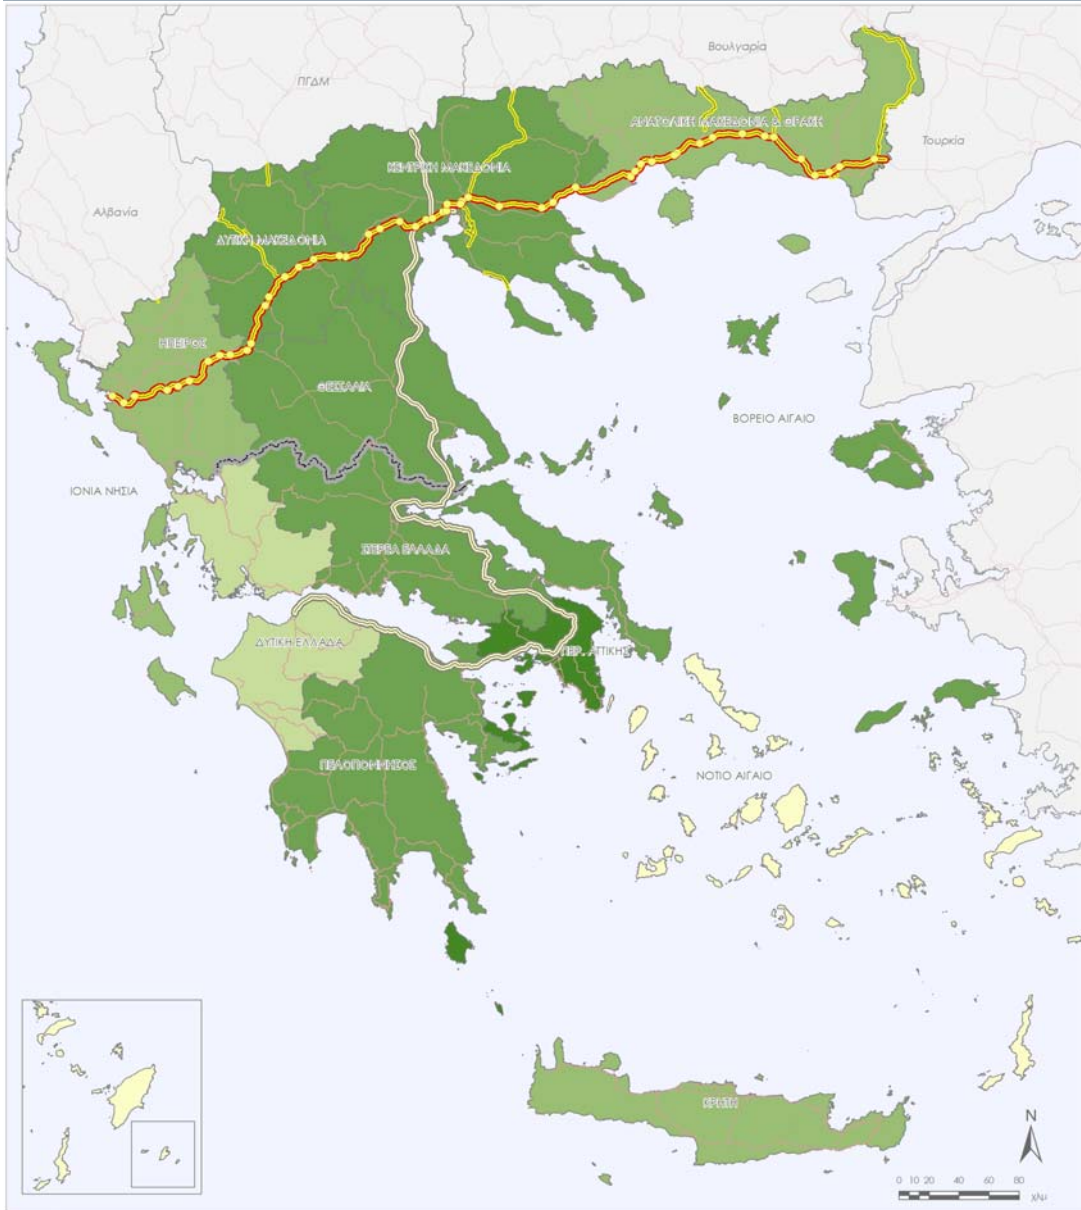 Βουλγαρία
ΠΓΔΜ
ΑΝΑΤΟΛΙΚΗ ΜΑΚΕΔΟΝΙΑ & ΘΡΑΚΗ
Τουρκία
ΚΕΝΤΡΙΚΗ ΜΑΚΕΔΟΝΙΑ
Αλβανία
ΔΥΤΙΚΗ ΜΑΚΕΔΟΝΙΑ
ΗΠΕΙΡΟΣ
ΘΕΣΣΑΛΙΑ
ΒΟΡΕΙΟ ΑΙΓΑΙΟ
ΙΟΝΙΑ ΝΗΣΙΑ
ΣΤΕΡΕΑ ΕΛΛΑΔΑ
ΔΥΤΙΚΗ ΕΛΛΑΔΑ
ΠΕΡ. ΑΤΤΙΚΗΣ
ΠΕΛΟΠΟΝΝΗΣΟΣ
ΝΟΤΙΟ ΑΙΓΑΙΟ
ΚΡΗΤΗ
N
0 10 20 40 60 80
χλμ